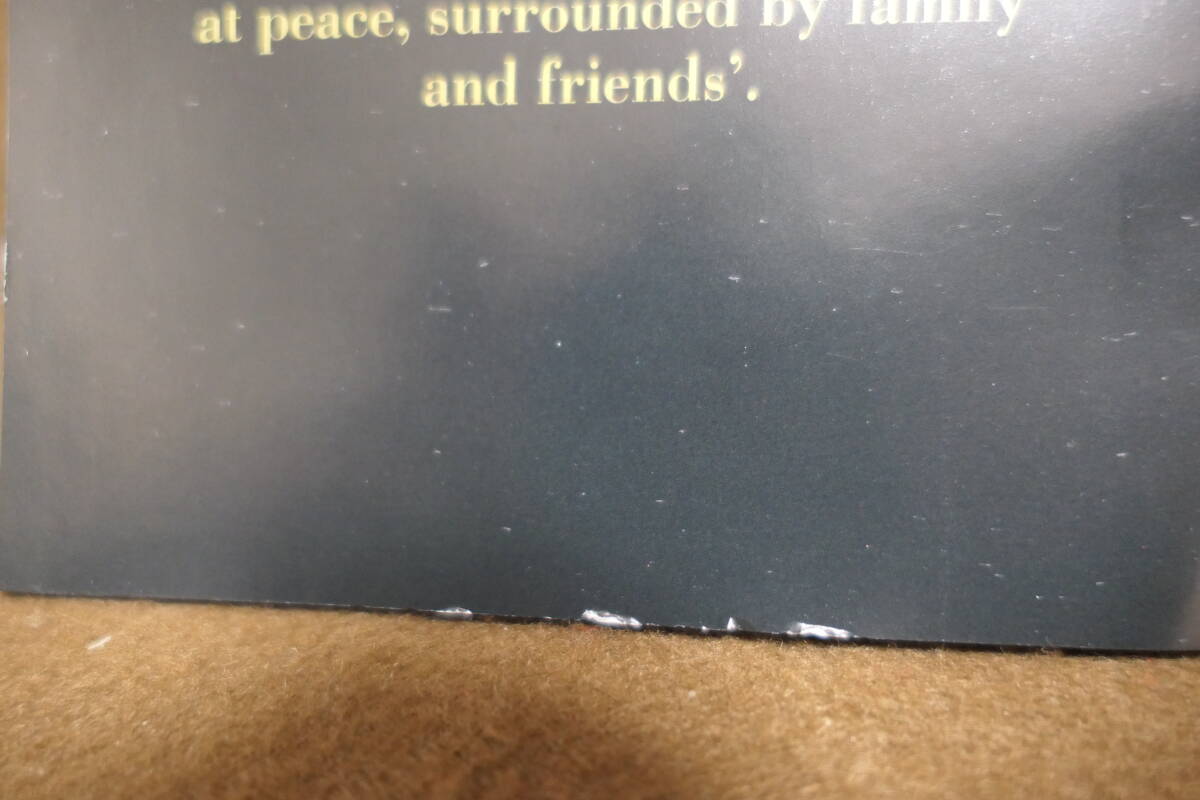 at peace, surrounded by family
and friends’.